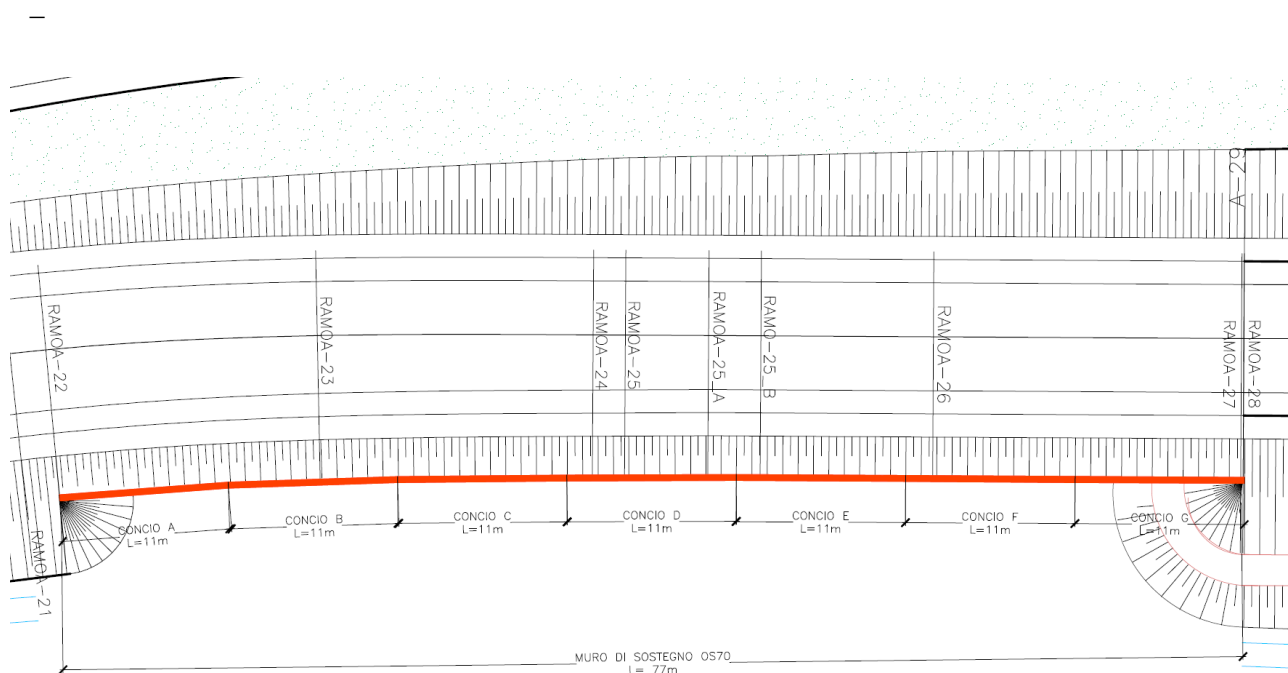 A-29
RAMOA-22
RAMOA-23
RAMOA-24
RAMOA-25
RAMOA-25_A
RAMO-25_B
RAMOA-26
RAMOA-27
RAMOA-28
RAMOA-21
CONCIO A
L=11m
CONCIO B
L=11m
CONCIO C
L=11m
CONCIO D
L=11m
CONCIO E
L=11m
CONCIO F
L=11m
CONCIO G
L=11m
MURO DI SOSTEGNO OS70
L= 77m